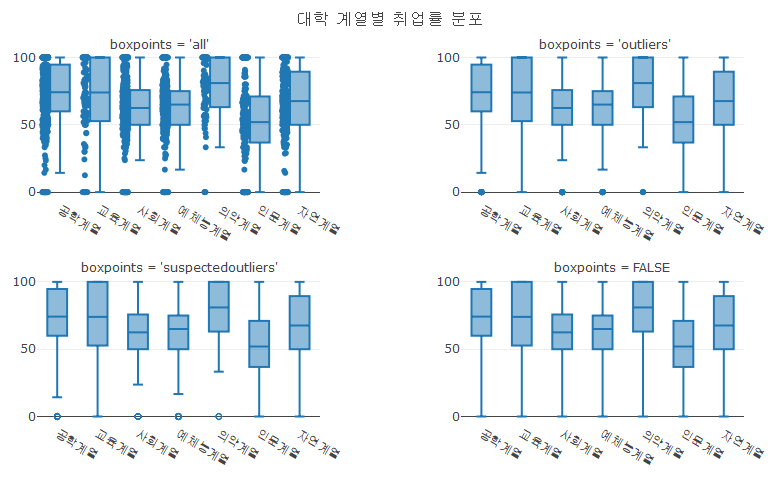 대학 계열별 취업률 분포
boxpoints = 'all'
100
50
0
공학계열
교육계열
사회계열
예체능계열
의약계열
인문계열
자연계열
boxpoints = 'outliers'
100
50
0
공학계열
교육계열
사회계열
예체능계열
의약계열
인문계열
자연계열
boxpoints = 'suspectedoutliers'
100
50
0
공학계열
교육계열
사회계열
예체능계열
의약계열
인문계열
자연계열
boxpoints = FALSE
100
50
0
공학계열
교육계열
사회계열
예체능계열
의약계열
인문계열
자연계열